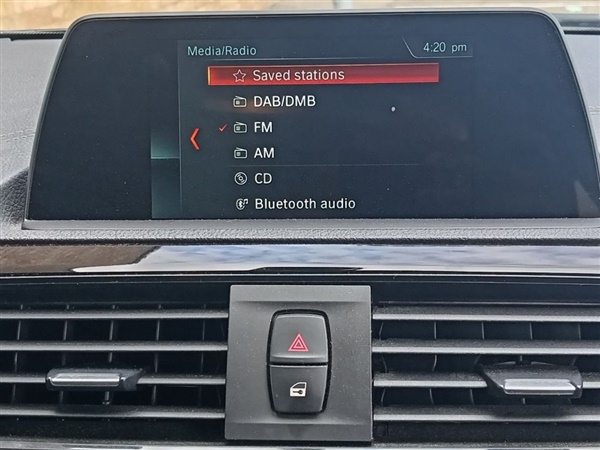 Media/Radio
4:20 pm
Saved stations
DAB/DMB
FM
AM
CD
Bluetooth audio